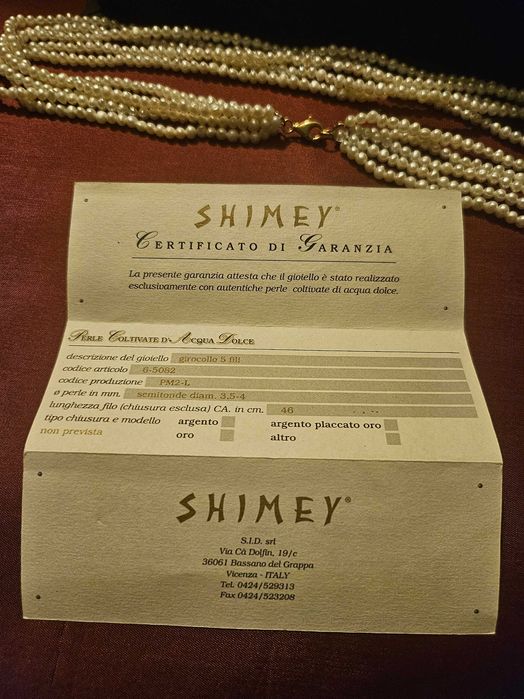 SHIMEY®
CERTIFICATO DI GARANZIA
La presente garanzia attesta che il gioiello è stato realizzato
esclusivamente con autentiche perle coltivate di acqua dolce.
PERLE COLTIVATE D'ACQUA DOLCE
descrizione del gioiello girocollo 5 fili
codice articolo 6-5062
codice produzione PM2-L
ø perle in mm. semitonde diam. 3,5-4
lunghezza filo (chiusura esclusa) CA. in cm. 46
tipo chiusura e modello argento argento placcato oro
non prevista oro altro
SHIMEY®
S.I.D. srl
Via Cà Dolfin, 19/c
36061 Bassano del Grappa
Vicenza - ITALY
Tel. 0424/529313
Fax 0424/523208